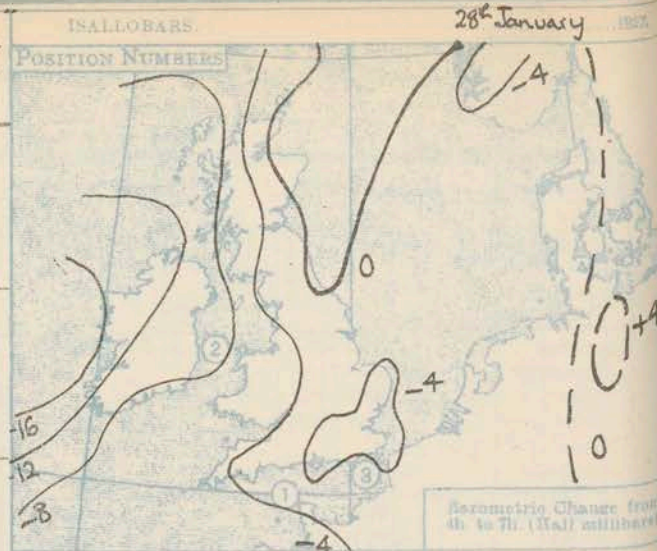 ISALLOBARS.
28th January
POSITION NUMBERS
-4
0
+4
2
-4
-16
-12
0
3
-8
1
Barometric Change from
4h. to 7h. (Half millibars)
-4